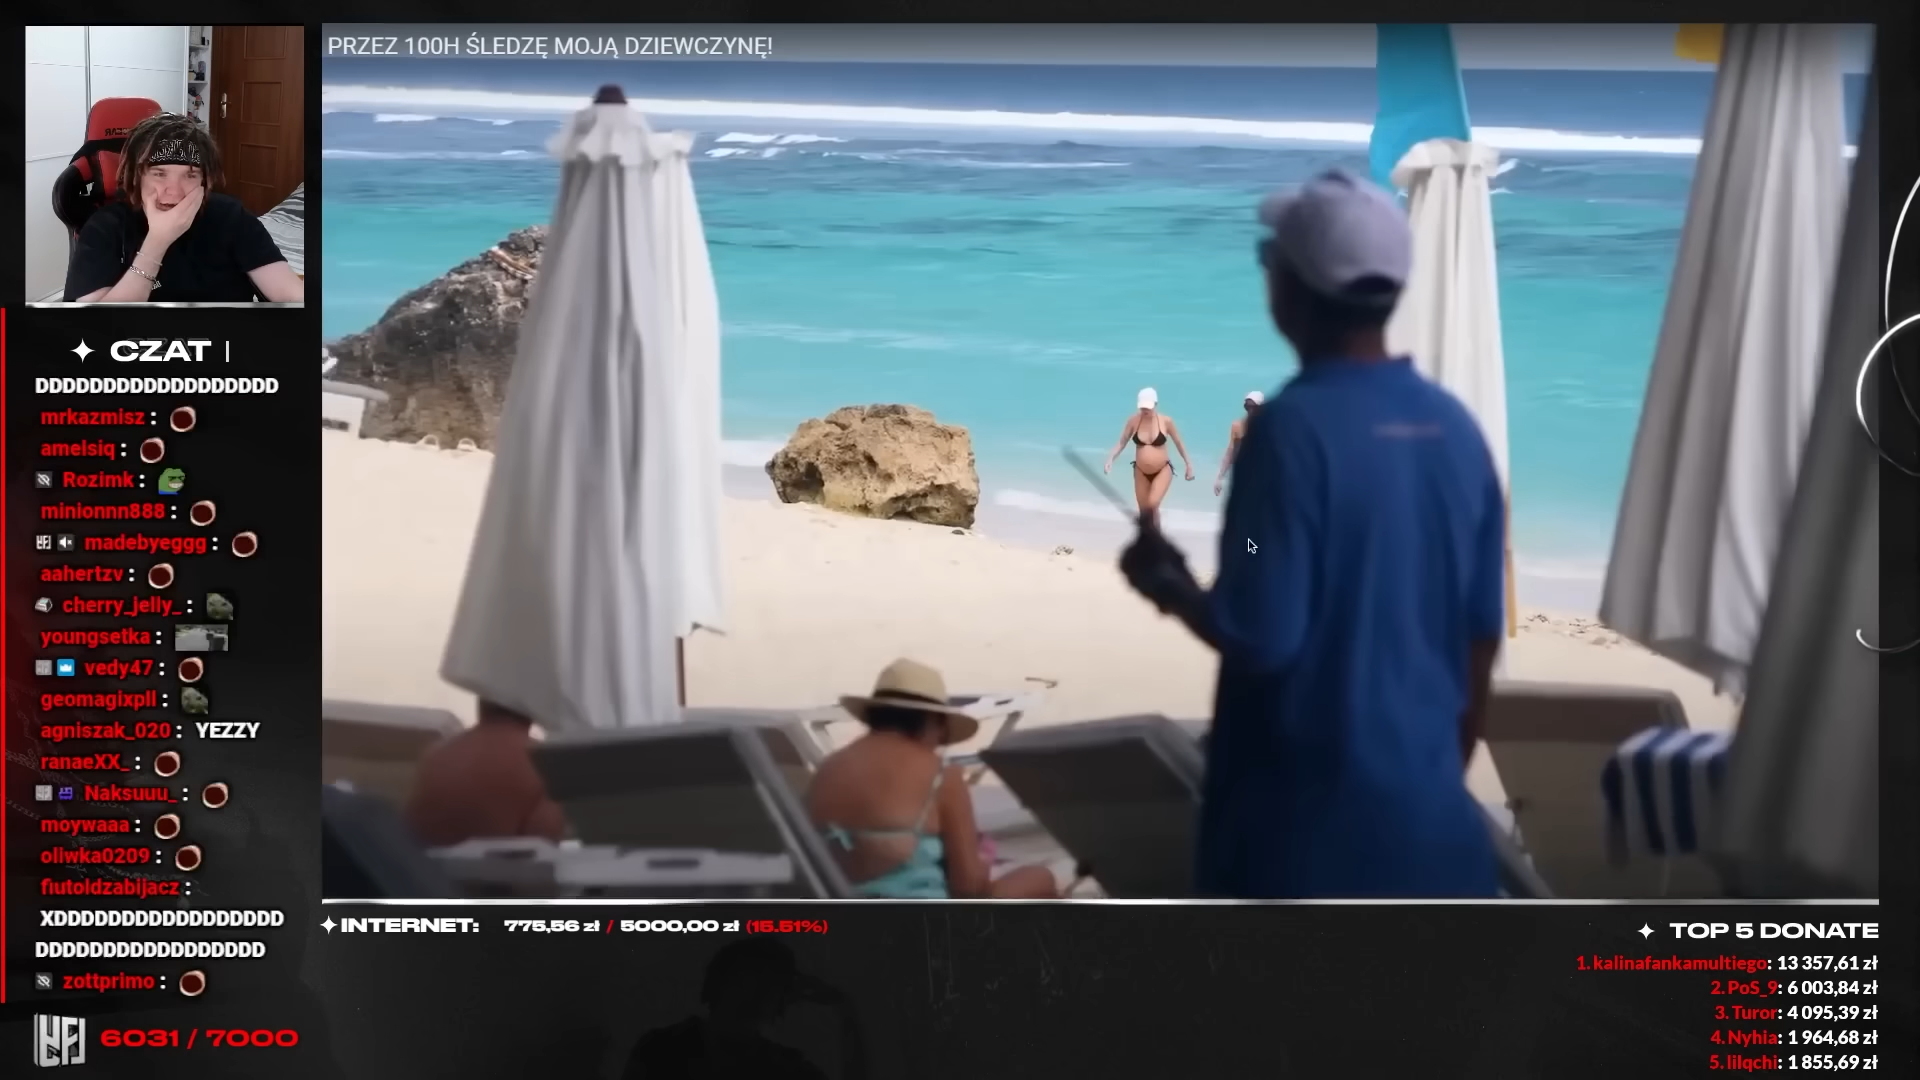 PRZEZ 100H ŚLEDZĘ MOJĄ DZIEWCZYNĘ!
CZAT
DDDDDDDDDDDDDDDDDD
mrkazmisz :
amelsiq :
Rozimk :
minionnn888 :
madebyeggg :
aahertzv :
cherry_jelly_ :
youngsetka :
vedy47 :
geomagixpll :
agniszak_020 : YEZZY
ranaeXX_ :
Naksuuu_ :
moywaaa :
oliwka0209 :
fiutoldzabijacz :
XDDDDDDDDDDDDDDDDD
DDDDDDDDDDDDDDDDD
zottprimo :
6031 / 7000
INTERNET: 775,56 zł / 5000,00 zł (15.51%)
TOP 5 DONATE
1. kalinafankamultiego: 13 357,61 zł
2. PoS_9: 6 003,84 zł
3. Turor: 4 095,39 zł
4. Nyhia: 1 964,68 zł
5. lilqchi: 1 855,69 zł